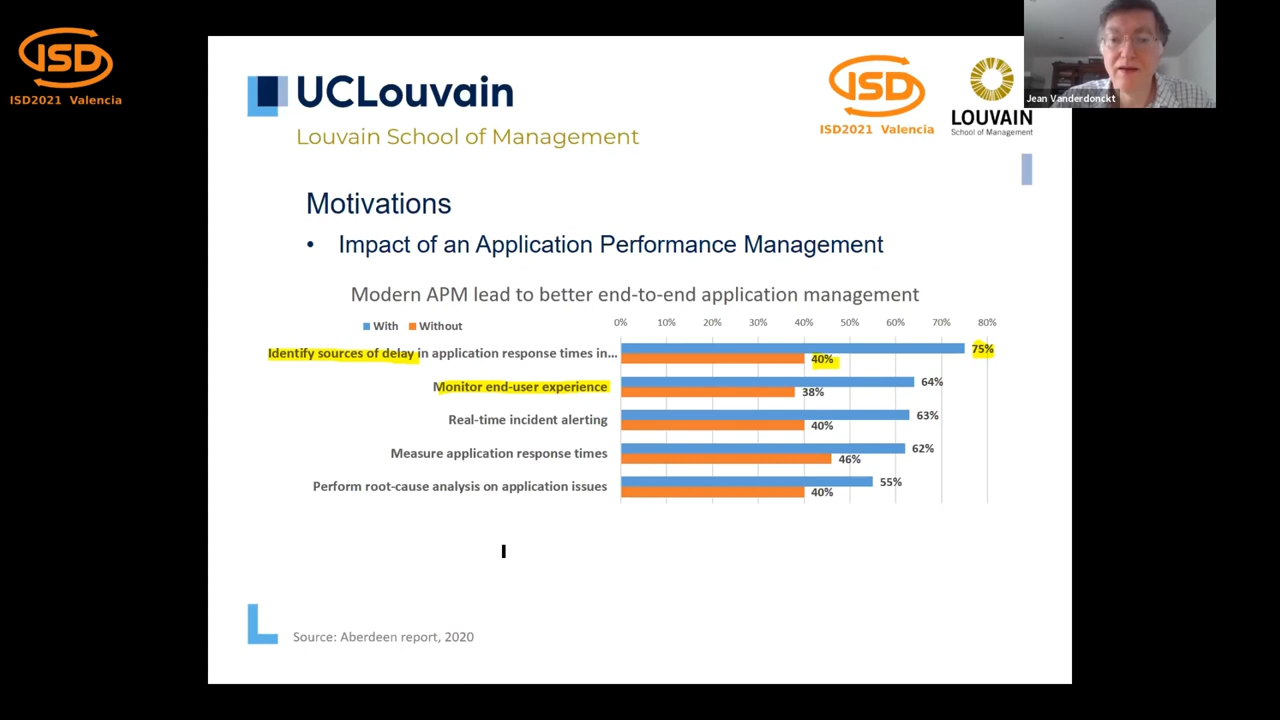 ISD
ISD2021 Valencia
UCLouvain
Louvain School of Management
ISD
ISD2021 Valencia
LOUVAIN
School of Management
Jean Vanderdonckt
Motivations
• Impact of an Application Performance Management
Modern APM lead to better end-to-end application management
With Without
0% 10% 20% 30% 40% 50% 60% 70% 80%
Identify sources of delay in application response times in… 75%
40%
Monitor end-user experience 64%
38%
Real-time incident alerting 63%
40%
Measure application response times 62%
46%
Perform root-cause analysis on application issues 55%
40%
Source: Aberdeen report, 2020